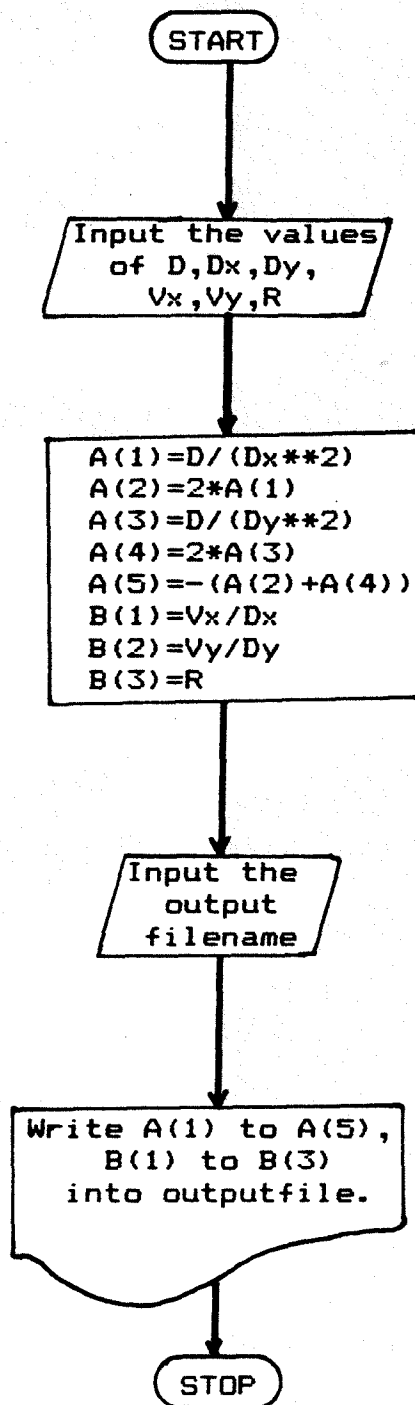 START
Input the values
of D,Dx,Dy,
Vx,Vy,R
A(1)=D/(Dx**2)
A(2)=2*A(1)
A(3)=D/(Dy**2)
A(4)=2*A(3)
A(5)=-(A(2)+A(4))
B(1)=Vx/Dx
B(2)=Vy/Dy
B(3)=R
Input the
output
filename
Write A(1) to A(5),
B(1) to B(3)
into outputfile.
STOP